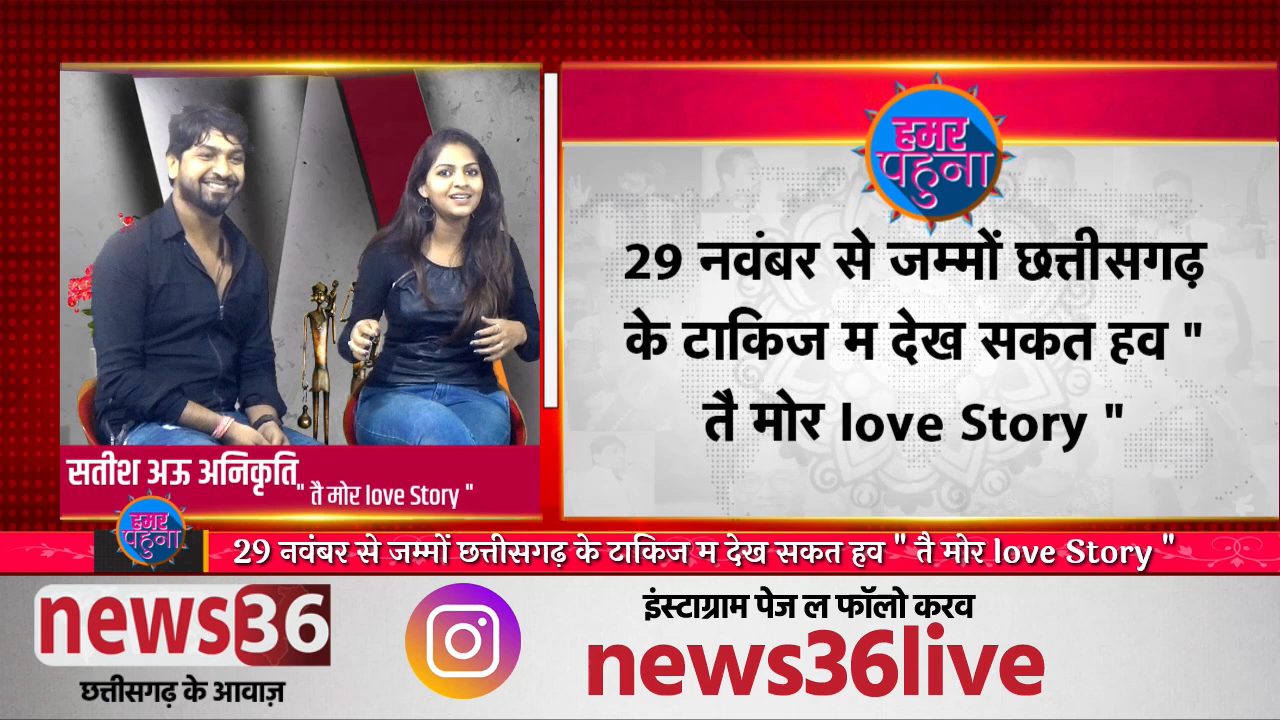 हमर
पहुना
29 नवंबर से जम्मों छत्तीसगढ़
के टाकिज म देख सकत हव "
तै मोर love Story "
सतीश अऊ अनिकृति
" तै मोर love Story "
हमर
पहुना
29 नवंबर से जम्मों छत्तीसगढ़ के टाकिज म देख सकत हव " तै मोर love Story "
news36
छत्तीसगढ़ के आवाज़
इंस्टाग्राम पेज ल फॉलो करव
news36live